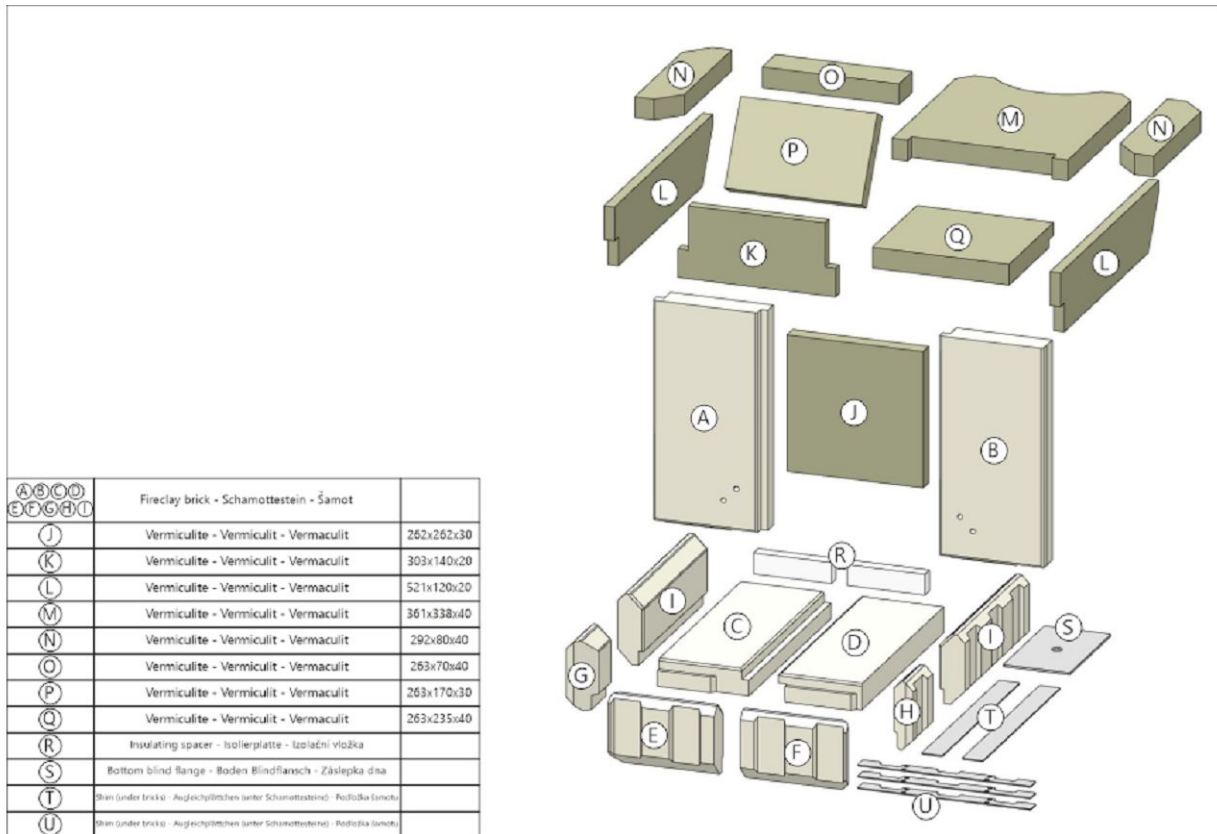 N
O
M
N
P
L
Q
K
L
A
J
B
R
I
C
D
I
S
G
H
T
E
F
U
A B C D
E F G H I
Fireclay brick - Schamottestein - Šamot
J Vermiculite - Vermiculit - Vermaculit 262x262x30
K Vermiculite - Vermiculit - Vermaculit 303x140x20
L Vermiculite - Vermiculit - Vermaculit 521x120x20
M Vermiculite - Vermiculit - Vermaculit 361x338x40
N Vermiculite - Vermiculit - Vermaculit 292x80x40
O Vermiculite - Vermiculit - Vermaculit 263x70x40
P Vermiculite - Vermiculit - Vermaculit 263x170x30
Q Vermiculite - Vermiculit - Vermaculit 263x235x40
R Insulating spacer - Isolierplatte - Izolační vložka
S Bottom blind flange - Boden Blindflansch - Záslepka dna
T Shim (under bricks) - Augleichplättchen (unter Schamottesteine) - Podložka šamotu
U Shim (under bricks) - Augleichplättchen (unter Schamottesteine) - Podložka šamotu